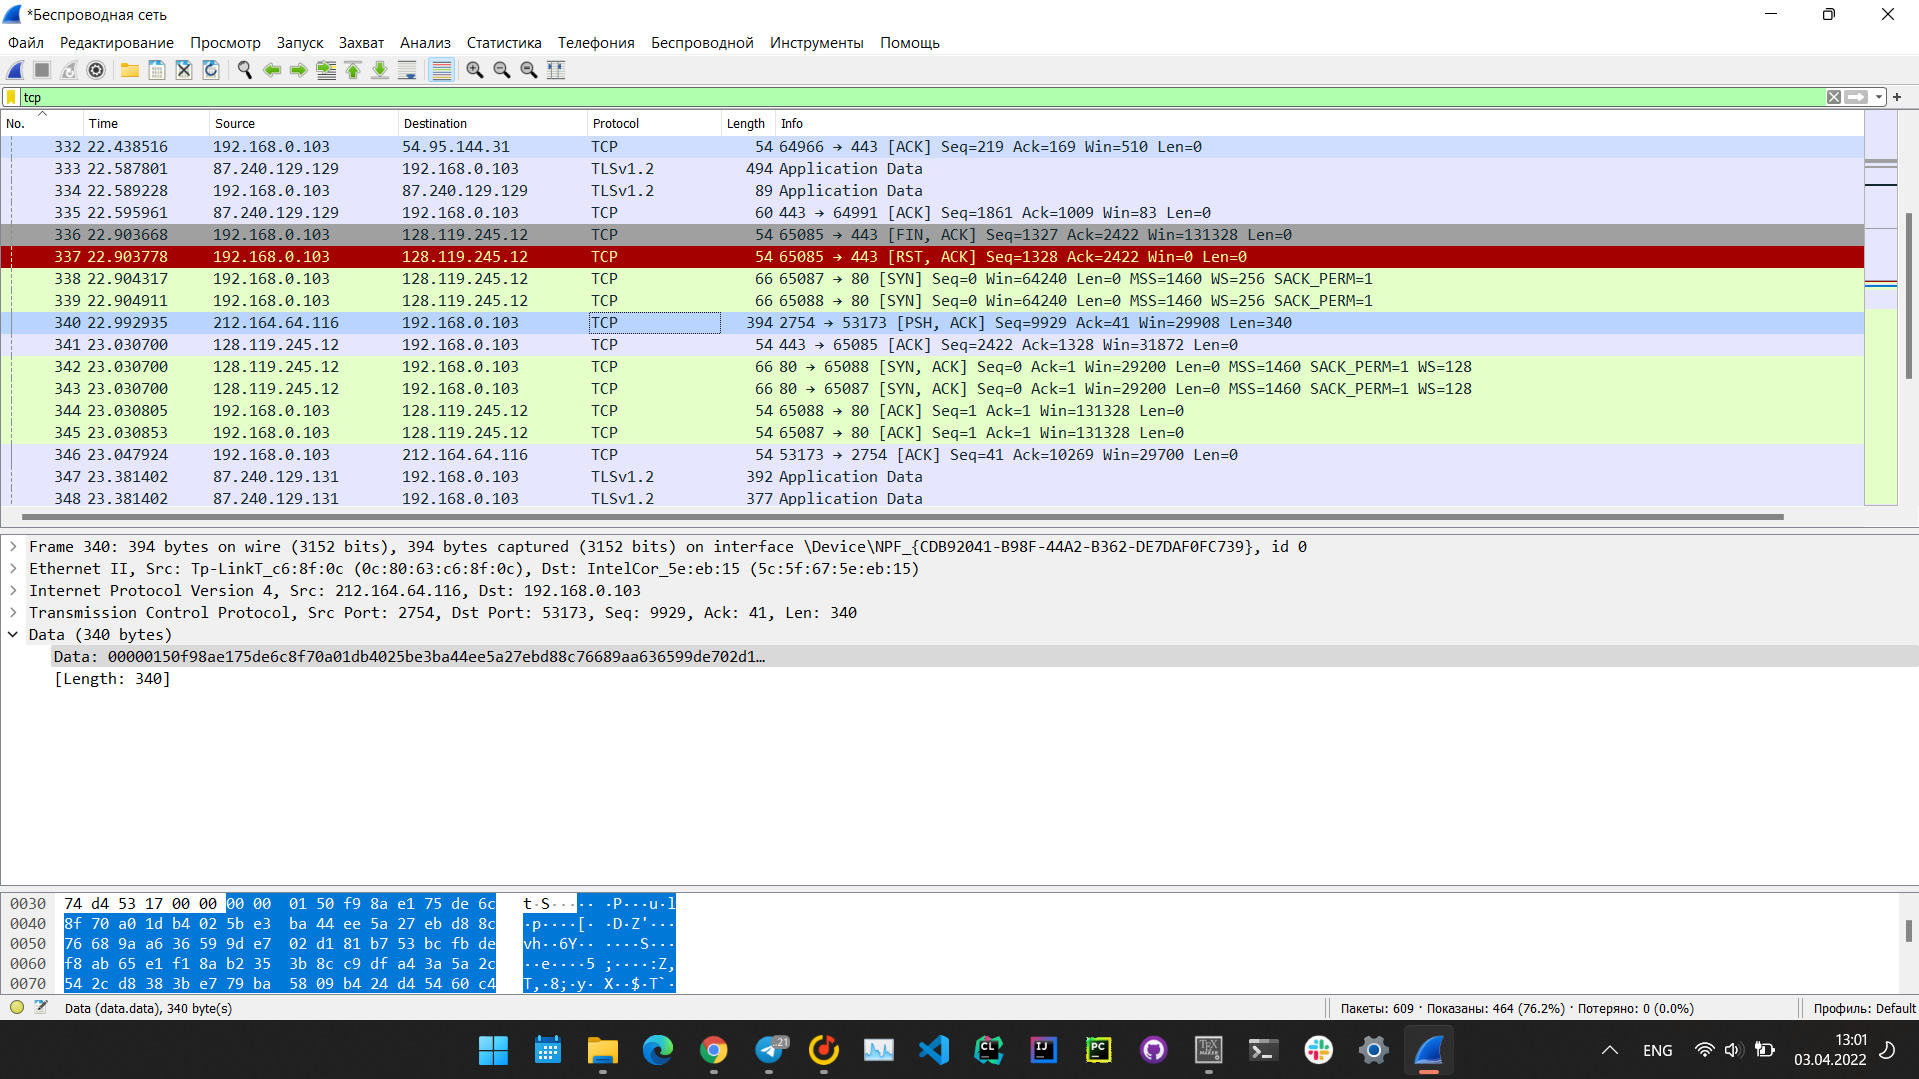 *Беспроводная сеть
Файл Редактирование Просмотр Запуск Захват Анализ Статистика Телефония Беспроводной Инструменты Помощь
tcp
No. Time Source Destination Protocol Length Info
332 22.438516 192.168.0.103 54.95.144.31 TCP 54 64966 → 443 [ACK] Seq=219 Ack=169 Win=510 Len=0
333 22.587801 87.240.129.129 192.168.0.103 TLSv1.2 494 Application Data
334 22.589228 192.168.0.103 87.240.129.129 TLSv1.2 89 Application Data
335 22.595961 87.240.129.129 192.168.0.103 TCP 60 443 → 64991 [ACK] Seq=1861 Ack=1009 Win=83 Len=0
336 22.903668 192.168.0.103 128.119.245.12 TCP 54 65085 → 443 [FIN, ACK] Seq=1327 Ack=2422 Win=131328 Len=0
337 22.903778 192.168.0.103 128.119.245.12 TCP 54 65085 → 443 [RST, ACK] Seq=1328 Ack=2422 Win=0 Len=0
338 22.904317 192.168.0.103 128.119.245.12 TCP 66 65087 → 80 [SYN] Seq=0 Win=64240 Len=0 MSS=1460 WS=256 SACK_PERM=1
339 22.904911 192.168.0.103 128.119.245.12 TCP 66 65088 → 80 [SYN] Seq=0 Win=64240 Len=0 MSS=1460 WS=256 SACK_PERM=1
340 22.992935 212.164.64.116 192.168.0.103 TCP 394 2754 → 53173 [PSH, ACK] Seq=9929 Ack=41 Win=29908 Len=340
341 23.030700 128.119.245.12 192.168.0.103 TCP 54 443 → 65085 [ACK] Seq=2422 Ack=1328 Win=31872 Len=0
342 23.030700 128.119.245.12 192.168.0.103 TCP 66 80 → 65088 [SYN, ACK] Seq=0 Ack=1 Win=29200 Len=0 MSS=1460 SACK_PERM=1 WS=128
343 23.030700 128.119.245.12 192.168.0.103 TCP 66 80 → 65087 [SYN, ACK] Seq=0 Ack=1 Win=29200 Len=0 MSS=1460 SACK_PERM=1 WS=128
344 23.030805 192.168.0.103 128.119.245.12 TCP 54 65088 → 80 [ACK] Seq=1 Ack=1 Win=131328 Len=0
345 23.030853 192.168.0.103 128.119.245.12 TCP 54 65087 → 80 [ACK] Seq=1 Ack=1 Win=131328 Len=0
346 23.047924 192.168.0.103 212.164.64.116 TCP 54 53173 → 2754 [ACK] Seq=41 Ack=10269 Win=29700 Len=0
347 23.381402 87.240.129.131 192.168.0.103 TLSv1.2 392 Application Data
348 23.381402 87.240.129.131 192.168.0.103 TLSv1.2 377 Application Data
Frame 340: 394 bytes on wire (3152 bits), 394 bytes captured (3152 bits) on interface \Device\NPF_{CDB92041-B98F-44A2-B362-DE7DAF0FC739}, id 0
Ethernet II, Src: Tp-LinkT_c6:8f:0c (0c:80:63:c6:8f:0c), Dst: IntelCor_5e:eb:15 (5c:5f:67:5e:eb:15)
Internet Protocol Version 4, Src: 212.164.64.116, Dst: 192.168.0.103
Transmission Control Protocol, Src Port: 2754, Dst Port: 53173, Seq: 9929, Ack: 41, Len: 340
Data (340 bytes)
Data: 00000150f98ae175de6c8f70a01db4025be3ba44ee5a27ebd88c76689aa636599de702d1…
[Length: 340]
0030 74 d4 53 17 00 00 00 00 01 50 f9 8a e1 75 de 6c t·S····· ·P···u·l
0040 8f 70 a0 1d b4 02 5b e3 ba 44 ee 5a 27 eb d8 8c ·p····[· ·D·Z'···
0050 76 68 9a a6 36 59 9d e7 02 d1 81 b7 53 bc fb de vh··6Y·· ····S···
0060 f8 ab 65 e1 f1 8a b2 35 3b 8c c9 df a4 3a 5a 2c ··e····5 ;····:Z,
0070 54 2c d8 38 3b e7 79 ba 58 09 b4 24 d4 54 60 c4 T,·8;·y· X··$·T`·
Data (data.data), 340 byte(s) Пакеты: 609 · Показаны: 464 (76.2%) · Потеряно: 0 (0.0%) Профиль: Default
..21 CL IJ PC TEX MAKER ENG 13:01
03.04.2022